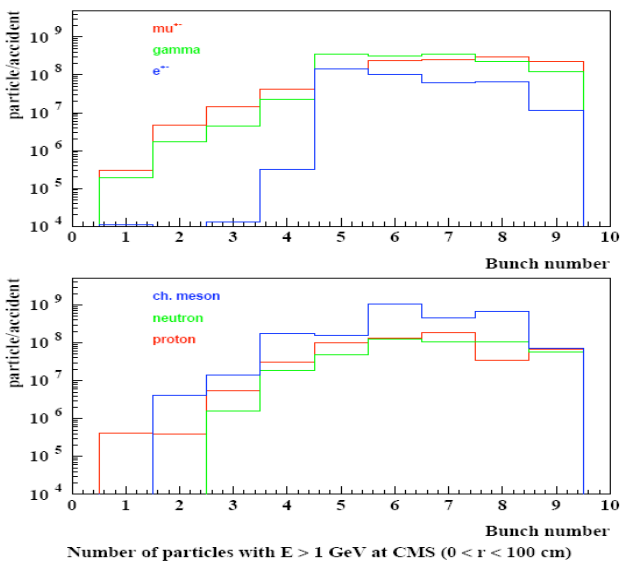 particle/accident
10^9
10^8
10^7
10^6
10^5
10^4
mu^+-
gamma
e^+-
0 1 2 3 4 5 6 7 8 9 10
Bunch number
particle/accident
10^9
10^8
10^7
10^6
10^5
10^4
ch. meson
neutron
proton
0 1 2 3 4 5 6 7 8 9 10
Bunch number
Number of particles with E > 1 GeV at CMS (0 < r < 100 cm)